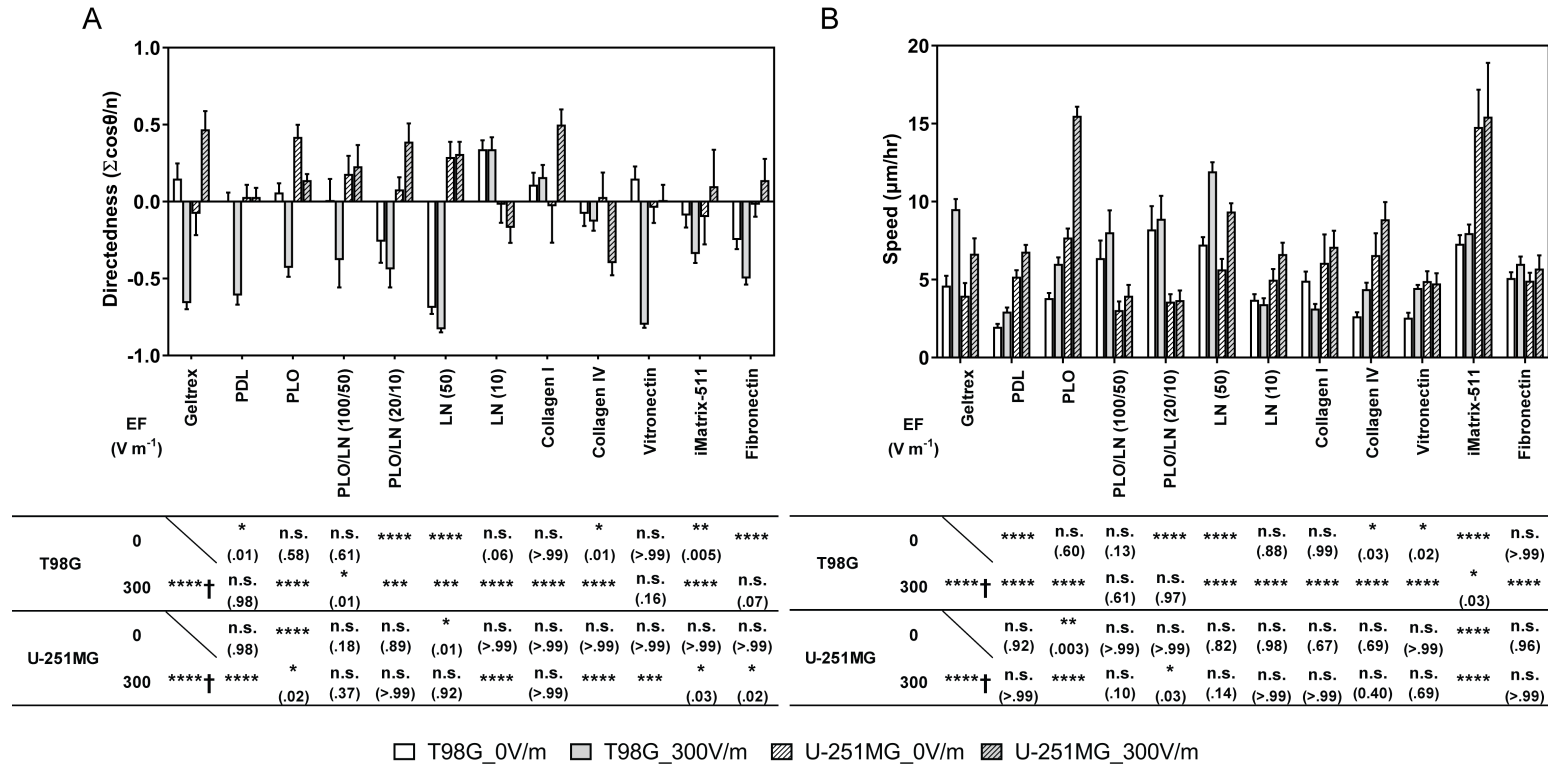 A
Directedness (Σcosθ/n)
1.0
0.5
0.0
-0.5
-1.0
Geltrex
PDL
PLO
PLO/LN (100/50)
PLO/LN (20/10)
LN (50)
LN (10)
Collagen I
Collagen IV
Vitronectin
iMatrix-511
Fibronectin
EF
(V m⁻¹)
T98G
0 * n.s. n.s. **** **** n.s. n.s. * n.s. ** ****
(.01) (.58) (.61) (.06) (>.99) (.01) (>.99) (.005)
300 ****† n.s. **** * *** *** **** **** **** n.s. **** n.s.
(.98) (.01) (.16) (.07)
U-251MG
0 n.s. **** n.s. n.s. * n.s. n.s. n.s. n.s. n.s. n.s.
(.98) (.18) (.89) (.01) (>.99) (>.99) (>.99) (>.99) (>.99) (>.99)
300 ****† **** * n.s. n.s. n.s. **** n.s. **** *** * *
(.02) (.37) (>.99) (.92) (>.99) (.03) (.02)
B
Speed (μm/hr)
20
15
10
5
0
Geltrex
PDL
PLO
PLO/LN (100/50)
PLO/LN (20/10)
LN (50)
LN (10)
Collagen I
Collagen IV
Vitronectin
iMatrix-511
Fibronectin
EF
(V m⁻¹)
T98G
0 **** n.s. n.s. **** **** n.s. n.s. * * **** n.s.
(.60) (.13) (.88) (.99) (.03) (.02) (>.99)
300 ****† **** **** n.s. n.s. **** **** **** **** **** * ****
(.61) (.97) (.03)
U-251MG
0 n.s. ** n.s. n.s. n.s. n.s. n.s. n.s. n.s. **** n.s.
(.92) (.003) (>.99) (>.99) (.82) (.98) (.67) (.69) (>.99) (.96)
300 ****† n.s. **** n.s. * n.s. n.s. n.s. n.s. n.s. **** n.s.
(>.99) (.10) (.03) (.14) (>.99) (>.99) (0.40) (.69) (>.99)
T98G_0V/m T98G_300V/m U-251MG_0V/m U-251MG_300V/m